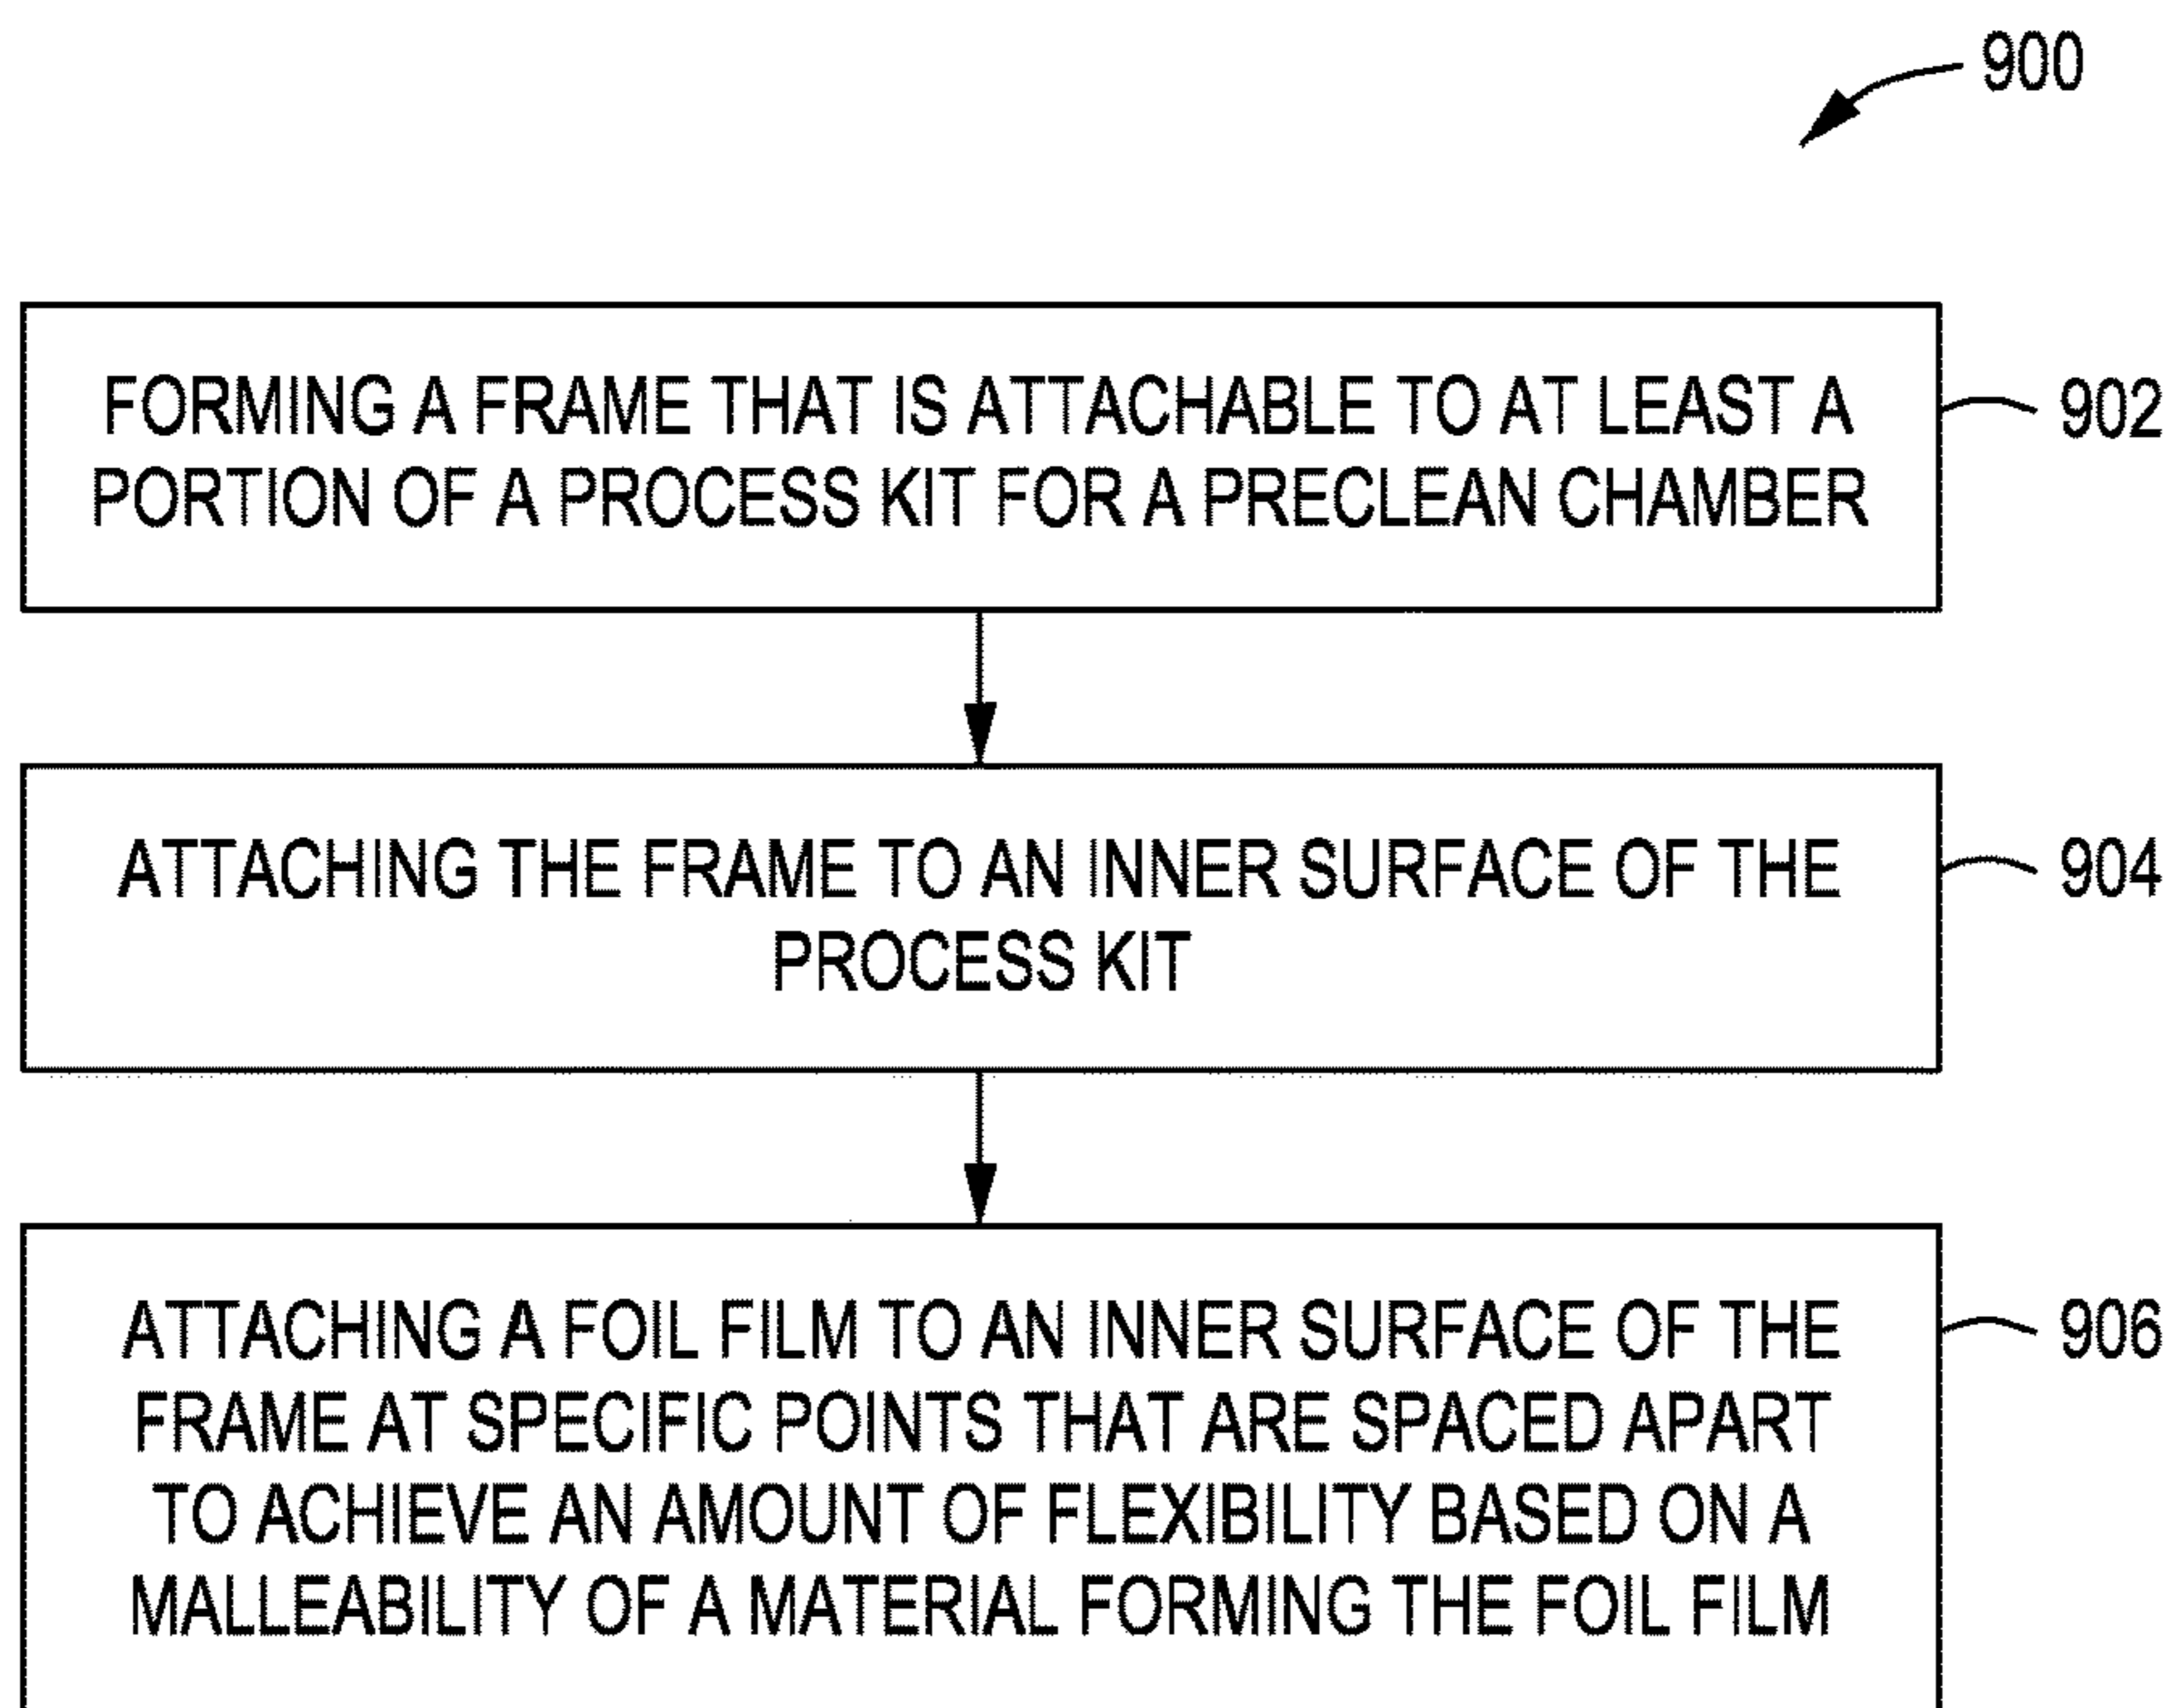 900
FORMING A FRAME THAT IS ATTACHABLE TO AT LEAST A
PORTION OF A PROCESS KIT FOR A PRECLEAN CHAMBER
902
ATTACHING THE FRAME TO AN INNER SURFACE OF THE
PROCESS KIT
904
ATTACHING A FOIL FILM TO AN INNER SURFACE OF THE
FRAME AT SPECIFIC POINTS THAT ARE SPACED APART
TO ACHIEVE AN AMOUNT OF FLEXIBILITY BASED ON A
MALLEABILITY OF A MATERIAL FORMING THE FOIL FILM
906